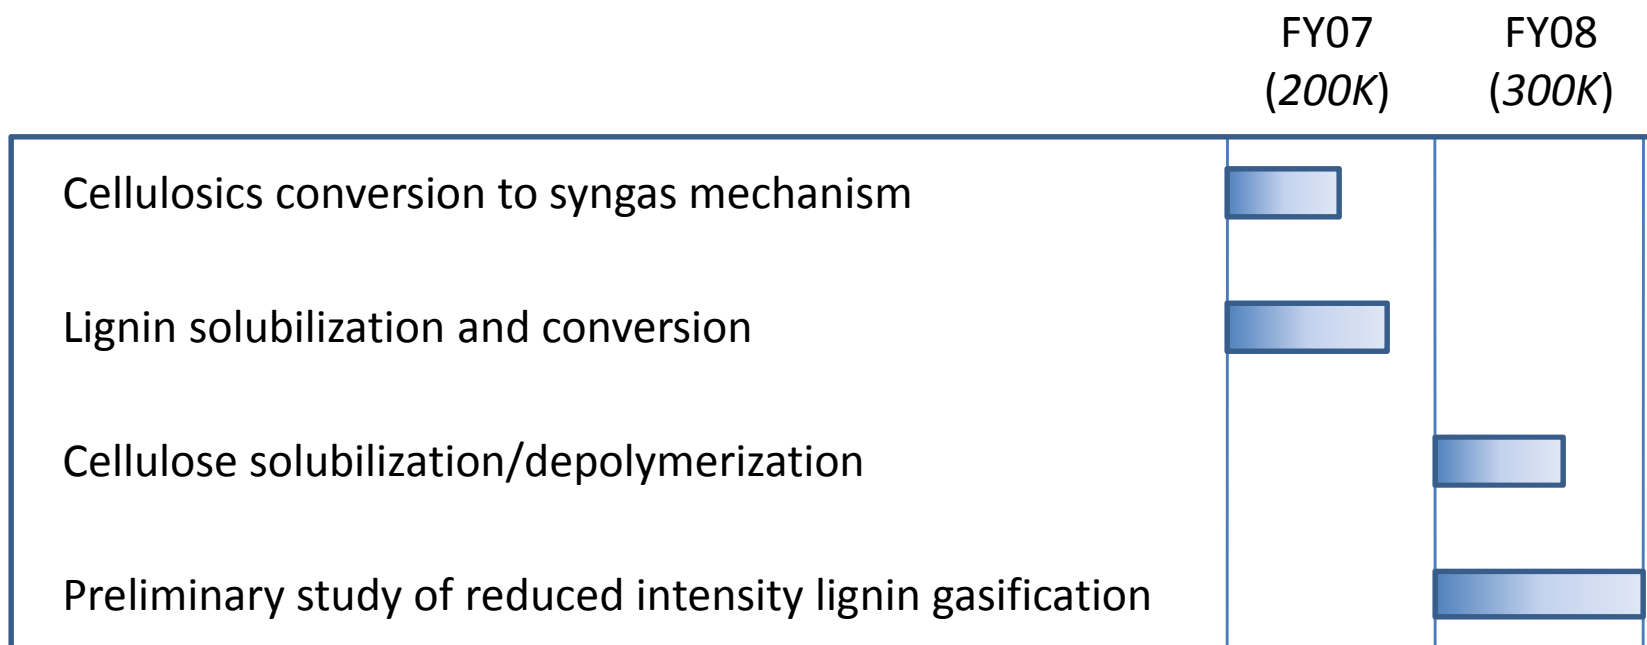 FY07 FY08
(200K) (300K)
Cellulosics conversion to syngas mechanism
Lignin solubilization and conversion
Cellulose solubilization/depolymerization
Preliminary study of reduced intensity lignin gasification